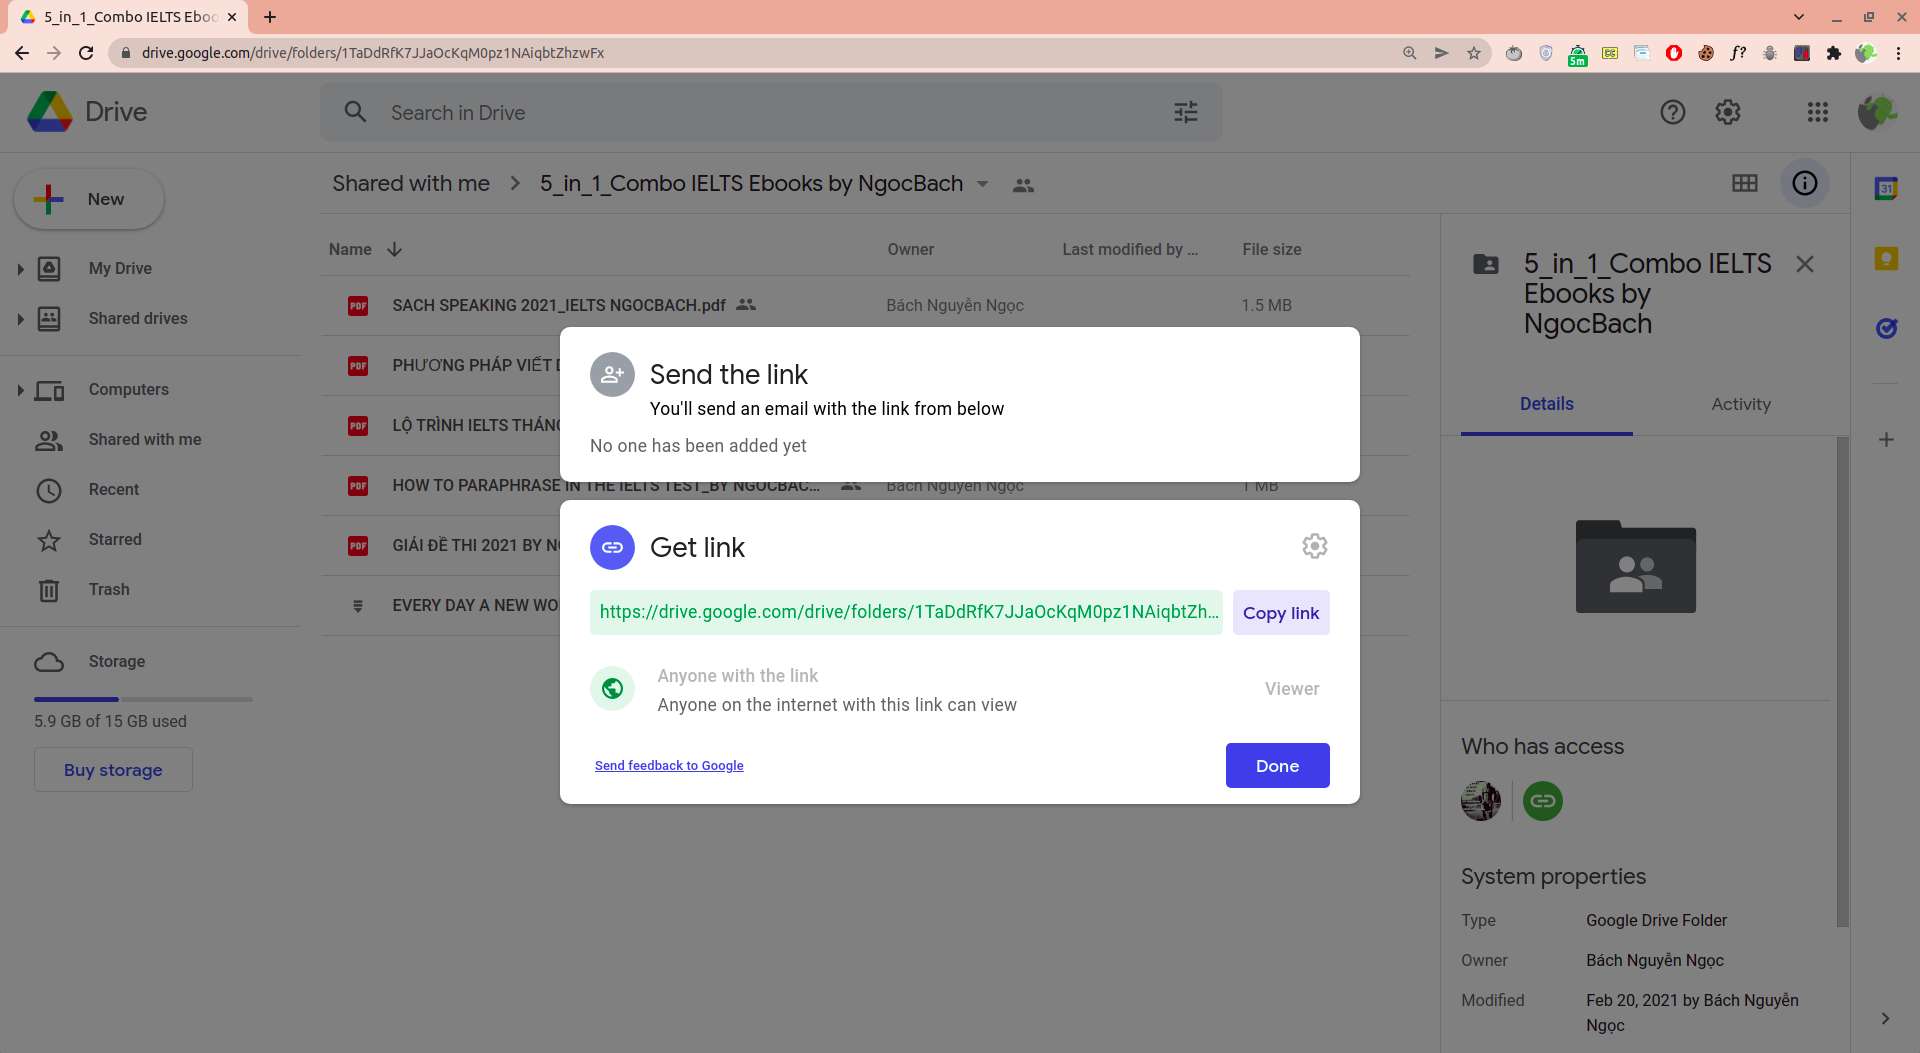 5_in_1_Combo IELTS Eboo
drive.google.com/drive/folders/1TaDdRfK7JJaOcKqM0pz1NAiqbtZhzwFx
5m
Drive
Search in Drive
New
Shared with me
5_in_1_Combo IELTS Ebooks by NgocBach
31
My Drive
Shared drives
Computers
Shared with me
Recent
Starred
Trash
Storage
5.9 GB of 15 GB used
Buy storage
Name
Owner
Last modified by ...
File size
PDF
SACH SPEAKING 2021_IELTS NGOCBACH.pdf
Bách Nguyễn Ngọc
1.5 MB
PDF
PHƯƠNG PHÁP VIẾT
PDF
LỘ TRÌNH IELTS THÁNG
PDF
HOW TO PARAPHRASE IN THE IELTS TEST_BY NGOCBAC...
Bách Nguyễn Ngọc
1 MB
PDF
GIẢI ĐỀ THI 2021 BY
EVERY DAY A NEW WO
Send the link
You'll send an email with the link from below
No one has been added yet
Get link
https://drive.google.com/drive/folders/1TaDdRfK7JJaOcKqM0pz1NAiqbtZh...
Copy link
Anyone with the link
Anyone on the internet with this link can view
Viewer
Send feedback to Google
Done
5_in_1_Combo IELTS
Ebooks by
NgocBach
Details
Activity
Who has access
System properties
Type
Google Drive Folder
Owner
Bách Nguyễn Ngọc
Modified
Feb 20, 2021 by Bách Nguyễn
Ngọc